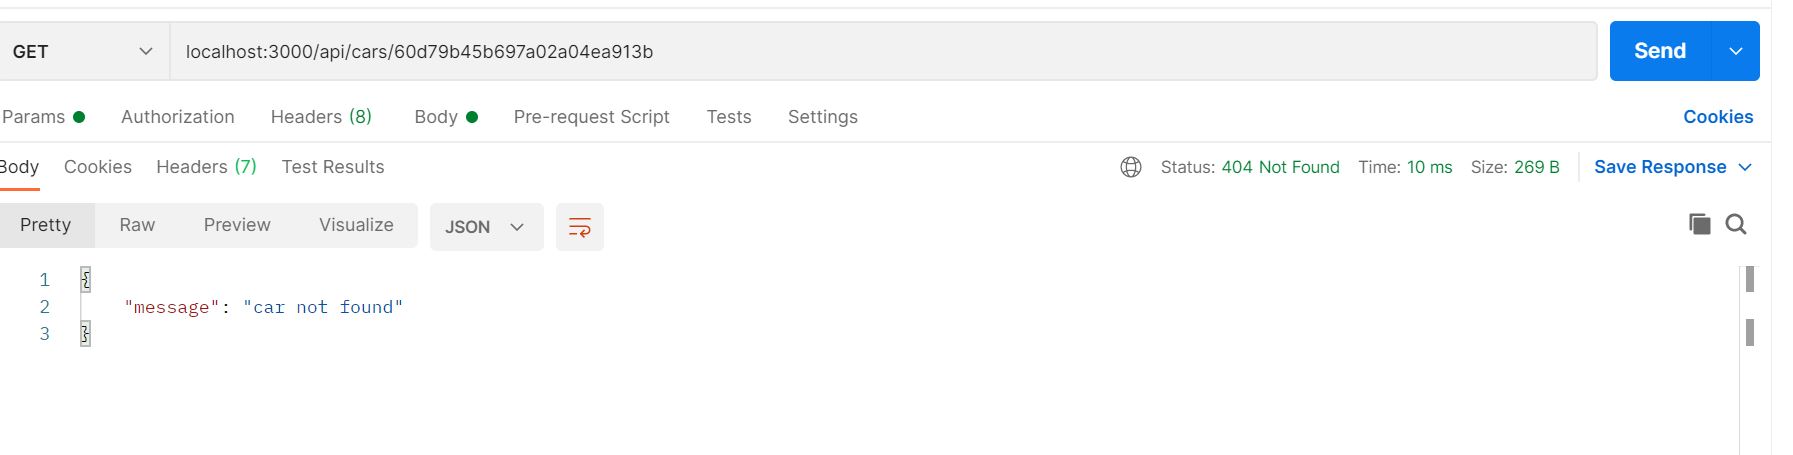 GET localhost:3000/api/cars/60d79b45b697a02a04ea913b Send
Params Authorization Headers (8) Body Pre-request Script Tests Settings Cookies
Body Cookies Headers (7) Test Results Status: 404 Not Found Time: 10 ms Size: 269 B Save Response
Pretty Raw Preview Visualize JSON
1 {
2 "message": "car not found"
3 }